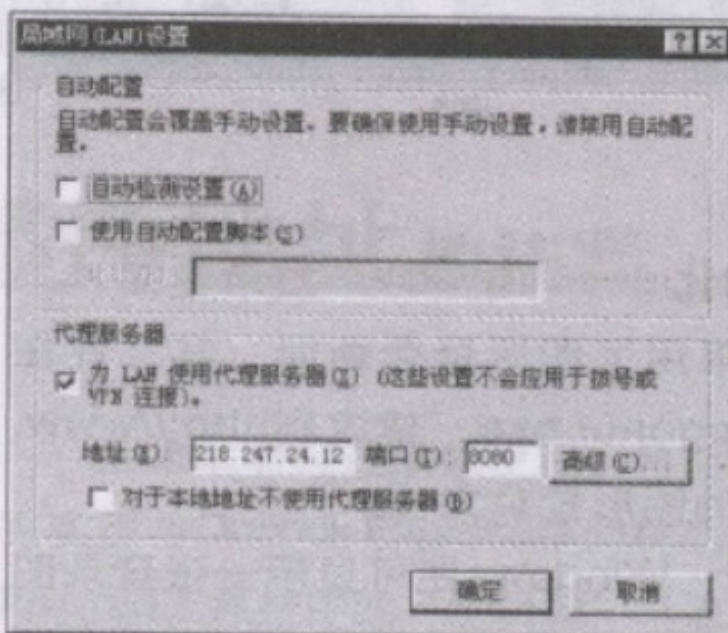 局域网(LAN)设置
自动配置
自动配置会覆盖手动设置。要确保使用手动设置，请禁用自动配
置。
自动检测设置(A)
使用自动配置脚本(S)
地址(R)
代理服务器
为 LAN 使用代理服务器(X) (这些设置不会应用于拨号或
VPN 连接)。
地址(E): 218.247.24.12 端口(T): 8080 高级(C)...
对于本地地址不使用代理服务器(B)
确定 取消